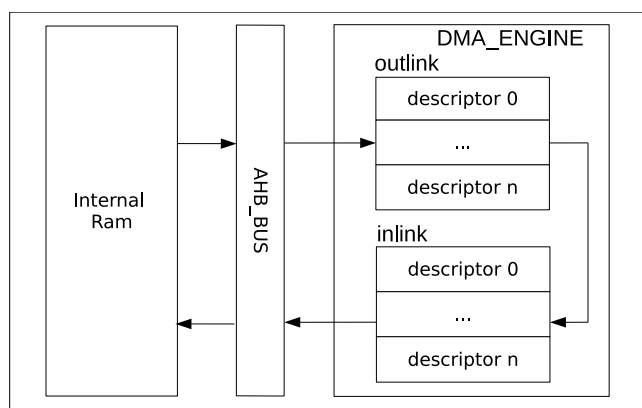 DMA_ENGINE
outlink
descriptor 0
...
descriptor n
Internal
Ram
AHB_BUS
inlink
descriptor 0
...
descriptor n